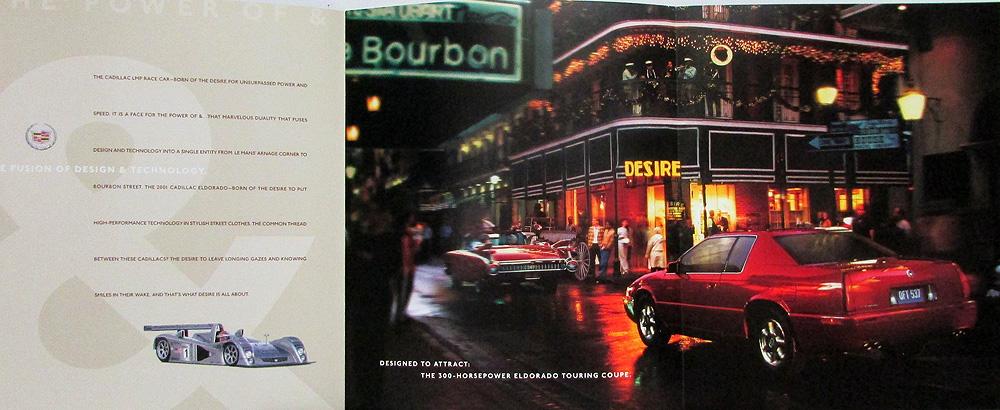 HE POWER OF &
THE CADILLAC LMP RACE CAR—BORN OF THE DESIRE FOR UNSURPASSED POWER AND
SPEED. IT IS A FACE FOR THE POWER OF &...THAT MARVELOUS DUALITY THAT FUSES
DESIGN AND TECHNOLOGY INTO A SINGLE ENTITY. FROM LE MANS' ARNAGE CORNER TO
E FUSION OF DESIGN & TECHNOLOGY.
BOURBON STREET. THE 2001 CADILLAC ELDORADO—BORN OF THE DESIRE TO PUT
HIGH-PERFORMANCE TECHNOLOGY IN STYLISH STREET CLOTHES. THE COMMON THREAD
BETWEEN THESE CADILLACS? THE DESIRE TO LEAVE LONGING GAZES AND KNOWING
SMILES IN THEIR WAKE. AND THAT'S WHAT DESIRE IS ALL ABOUT.
&
1
RESTAURANT
e Bourbon
DESIRE
QFT 537
DESIGNED TO ATTRACT:
THE 300-HORSEPOWER ELDORADO TOURING COUPE.